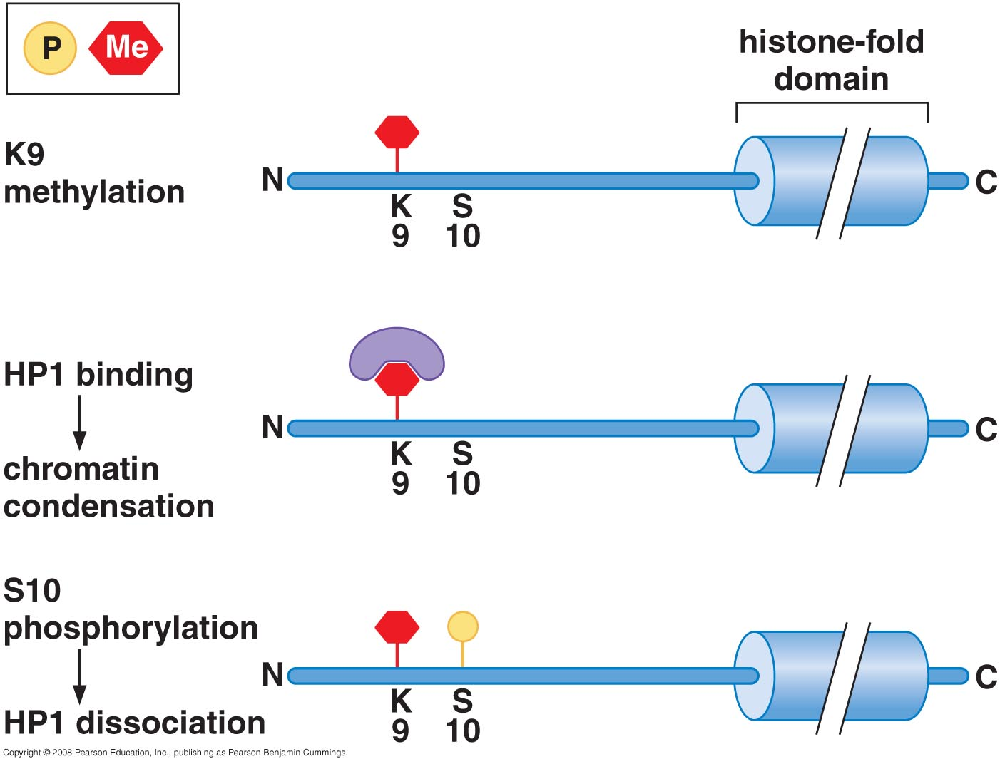 P Me
histone-fold
domain
K9
methylation
N C
K S
9 10
HP1 binding
chromatin
condensation
N C
K S
9 10
S10
phosphorylation
HP1 dissociation
N C
K S
9 10
Copyright © 2008 Pearson Education, Inc., publishing as Pearson Benjamin Cummings.